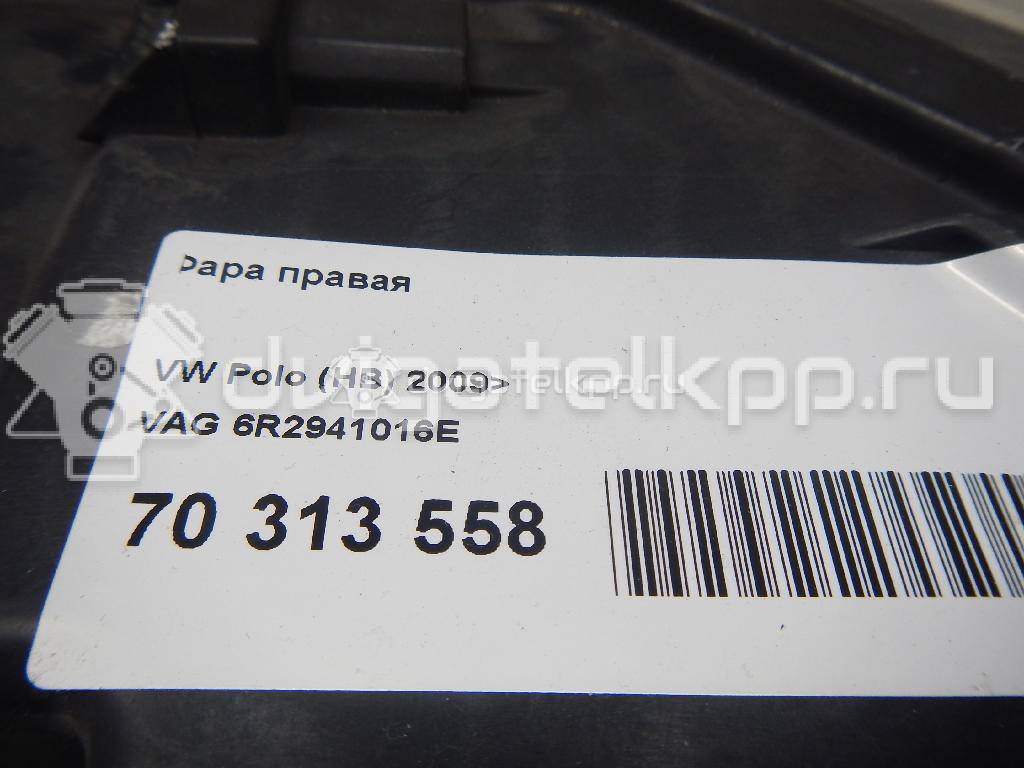 Фара правая
VW Polo (HB) 2009>
VAG 6R2941016E
70 313 558
dvigatelkpp.ru